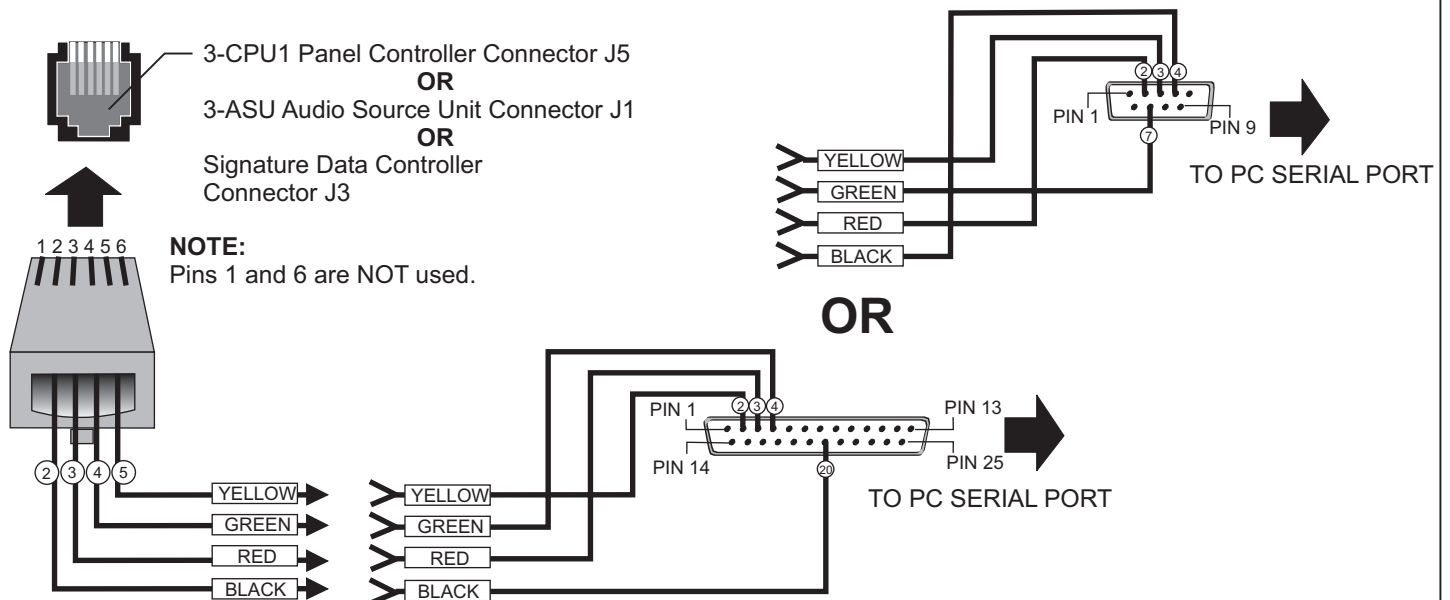 3-CPU1 Panel Controller Connector J5
OR
3-ASU Audio Source Unit Connector J1
OR
Signature Data Controller
Connector J3
1 2 3 4 5 6
NOTE:
Pins 1 and 6 are NOT used.
2 3 4 5
YELLOW
GREEN
RED
BLACK
2 3 4
PIN 1
PIN 9
7
YELLOW
GREEN
RED
BLACK
TO PC SERIAL PORT
OR
2 3 4
PIN 1
PIN 13
PIN 14
PIN 25
20
YELLOW
GREEN
RED
BLACK
TO PC SERIAL PORT